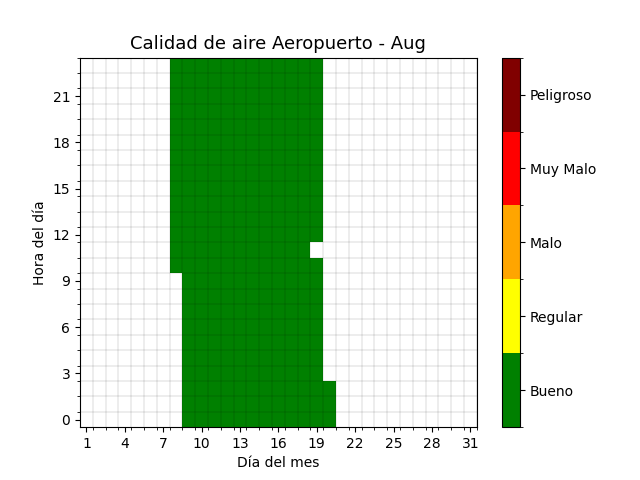 Calidad de aire Aeropuerto - Aug
21
18
15
12
9
6
3
0
Hora del día
1 4 7 10 13 16 19 22 25 28 31
Día del mes
Peligroso
Muy Malo
Malo
Regular
Bueno